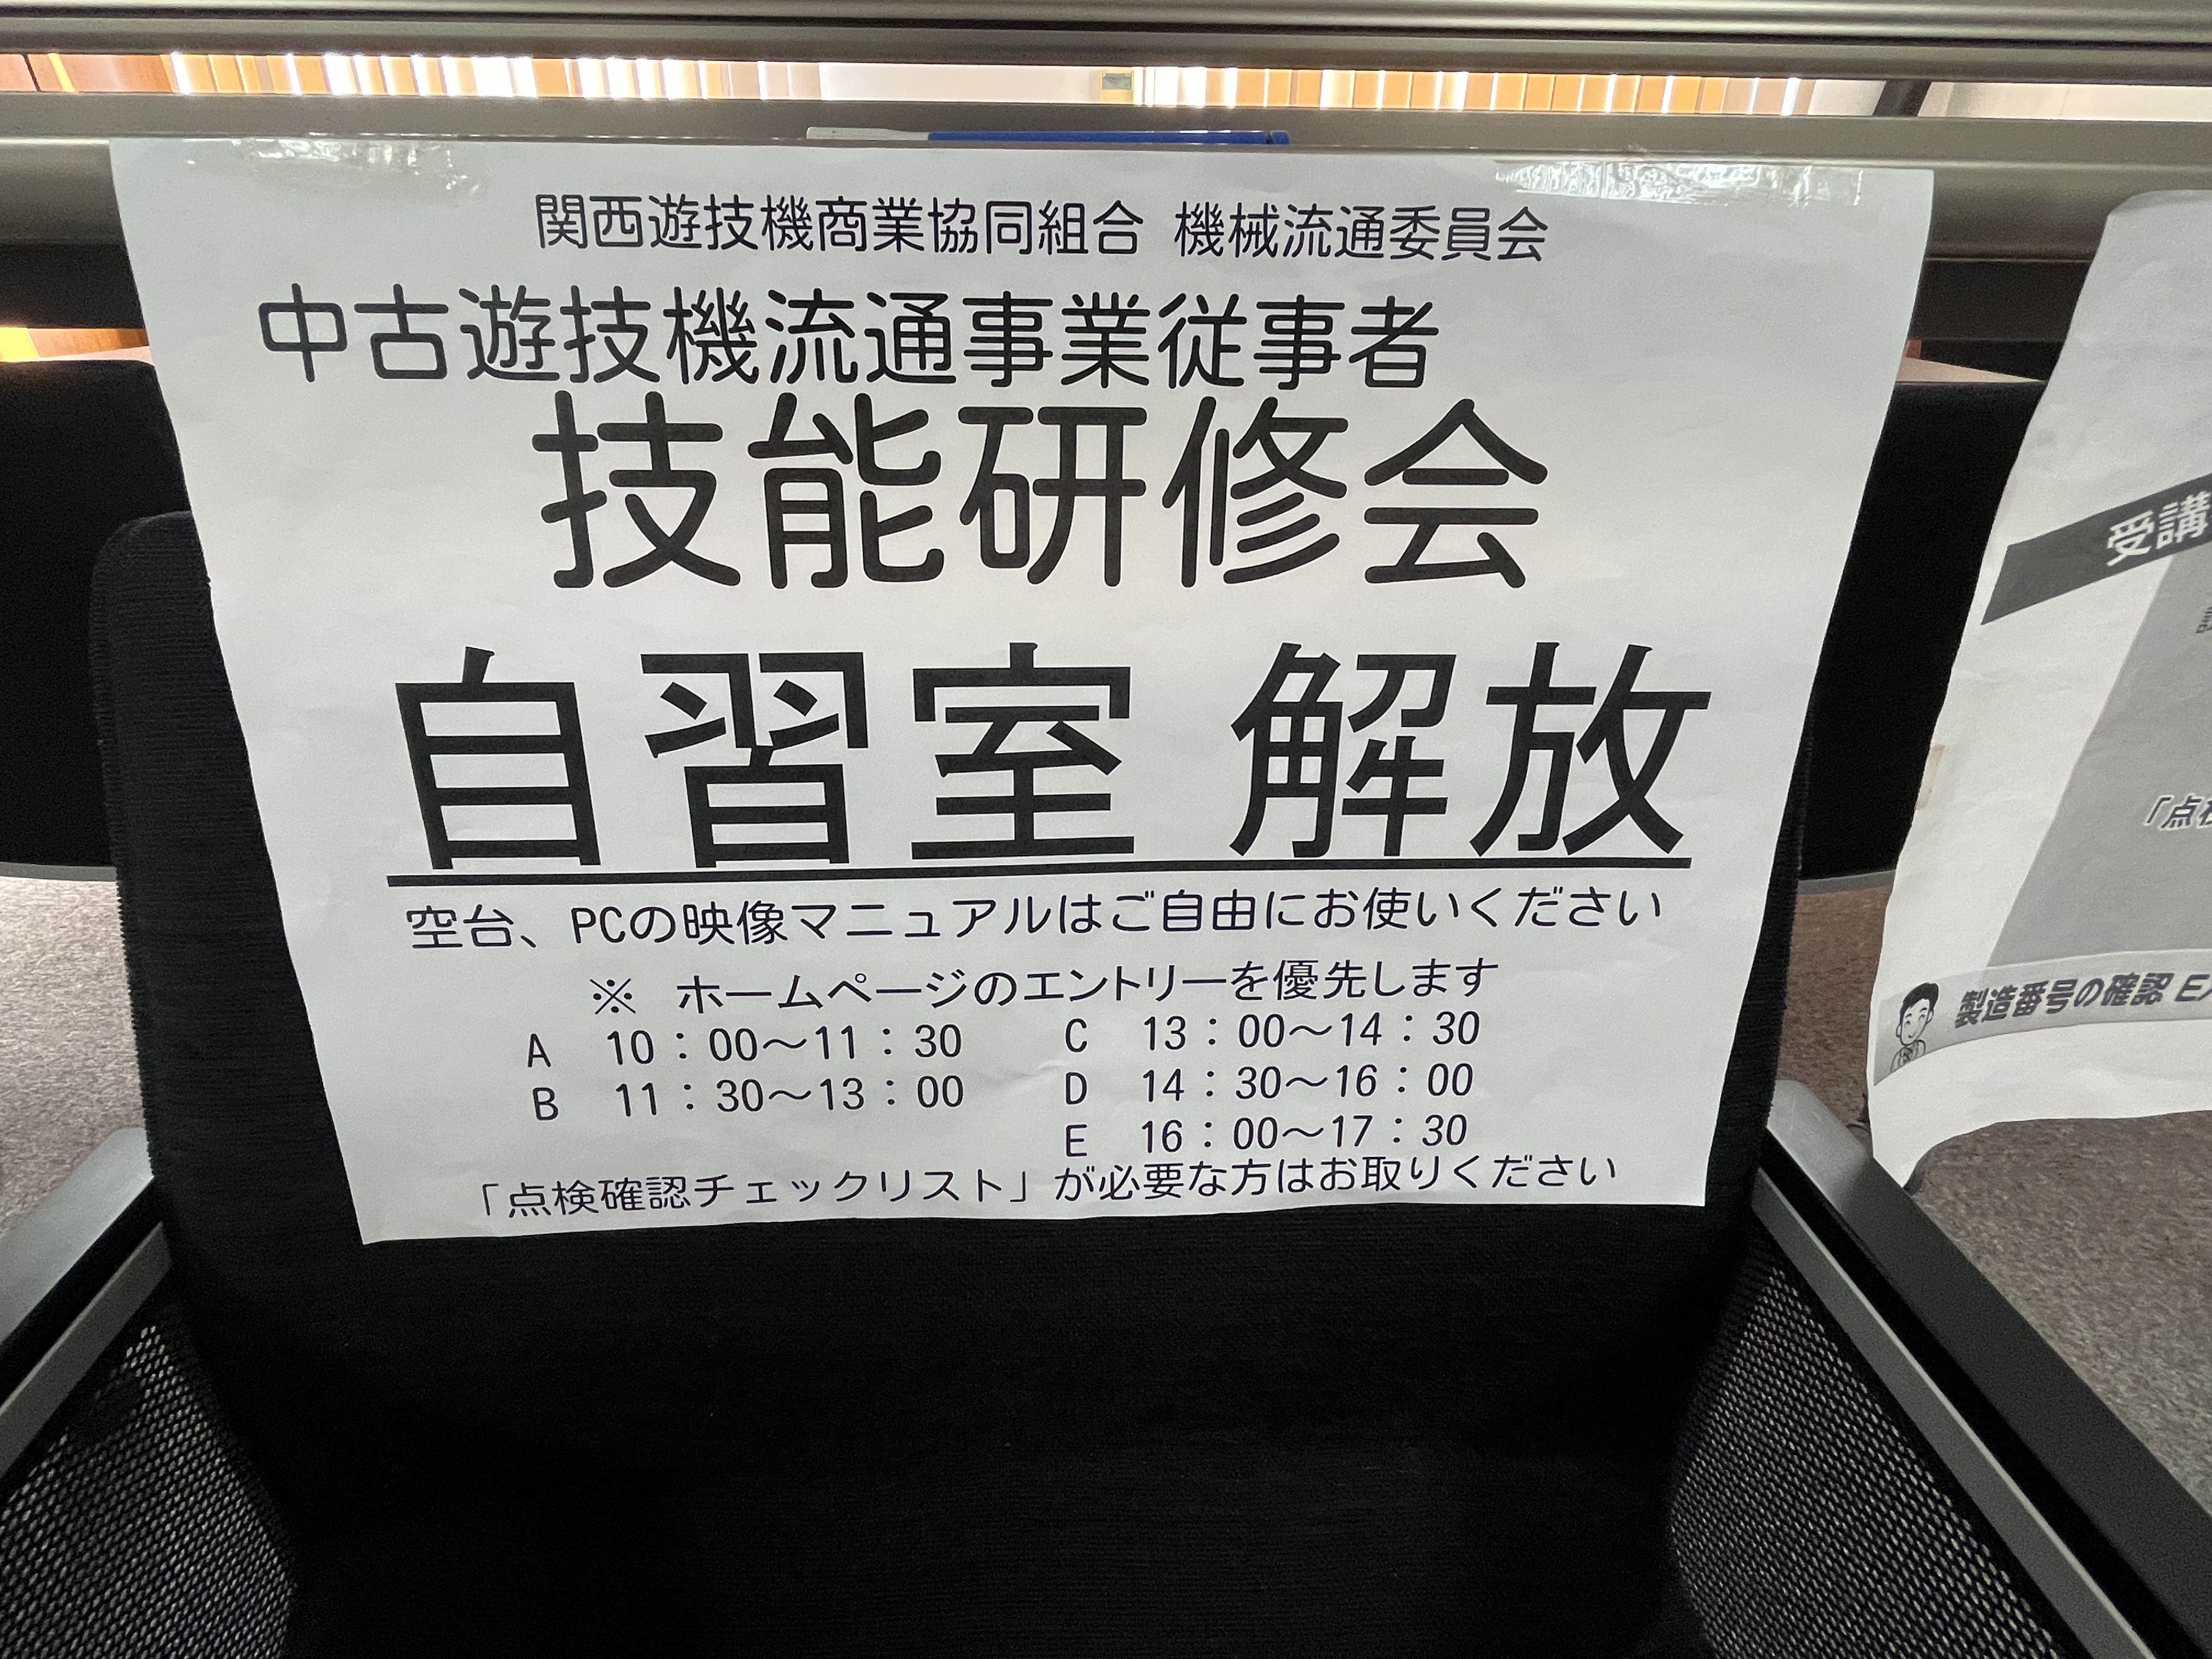 関西遊技機商業協同組合 機械流通委員会
中古遊技機流通事業従事者
技能研修会
自習室 解放
空台、PCの映像マニュアルはご自由にお使いください
※ ホームページのエントリーを優先します
A 10：00～11：30 C 13：00～14：30
B 11：30～13：00 D 14：30～16：00
E 16：00～17：30
「点検確認チェックリスト」が必要な方はお取りください
受講
「点検
製造番号の確認 E